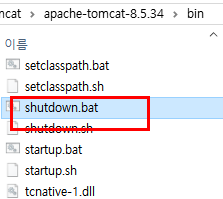 mcat › apache-tomcat-8.5.34 › bin
이름
setclasspath.bat
setclasspath.sh
shutdown.bat
shutdown.sh
startup.bat
startup.sh
tcnative-1.dll